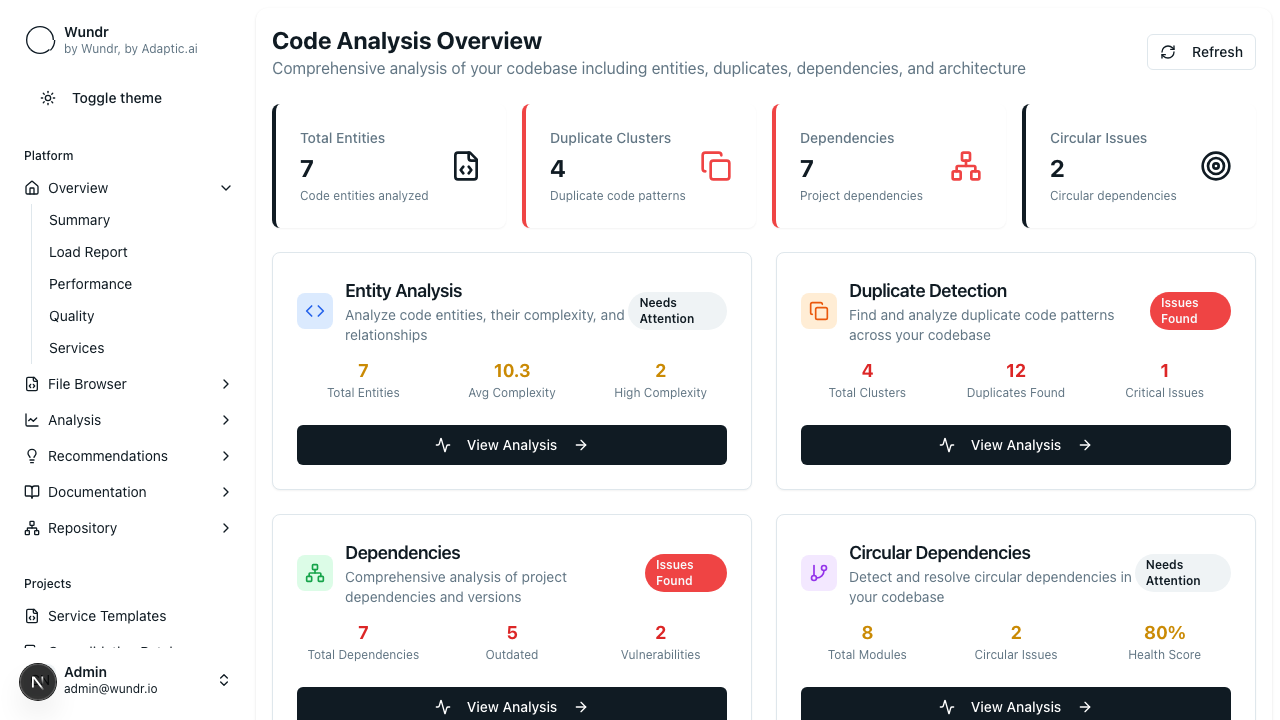 Wundr
by Wundr, by Adaptic.ai
Toggle theme
Platform
Overview
Summary
Load Report
Performance
Quality
Services
File Browser
Analysis
Recommendations
Documentation
Repository
Projects
Service Templates
N
Admin
admin@wundr.io
Code Analysis Overview
Comprehensive analysis of your codebase including entities, duplicates, dependencies, and architecture
Refresh
Total Entities
7
Code entities analyzed
Duplicate Clusters
4
Duplicate code patterns
Dependencies
7
Project dependencies
Circular Issues
2
Circular dependencies
Entity Analysis
Analyze code entities, their complexity, and
relationships
Needs
Attention
7
Total Entities
10.3
Avg Complexity
2
High Complexity
View Analysis
Duplicate Detection
Find and analyze duplicate code patterns
across your codebase
Issues
Found
4
Total Clusters
12
Duplicates Found
1
Critical Issues
View Analysis
Dependencies
Comprehensive analysis of project
dependencies and versions
Issues
Found
7
Total Dependencies
5
Outdated
2
Vulnerabilities
View Analysis
Circular Dependencies
Detect and resolve circular dependencies in
your codebase
Needs
Attention
8
Total Modules
2
Circular Issues
80%
Health Score
View Analysis